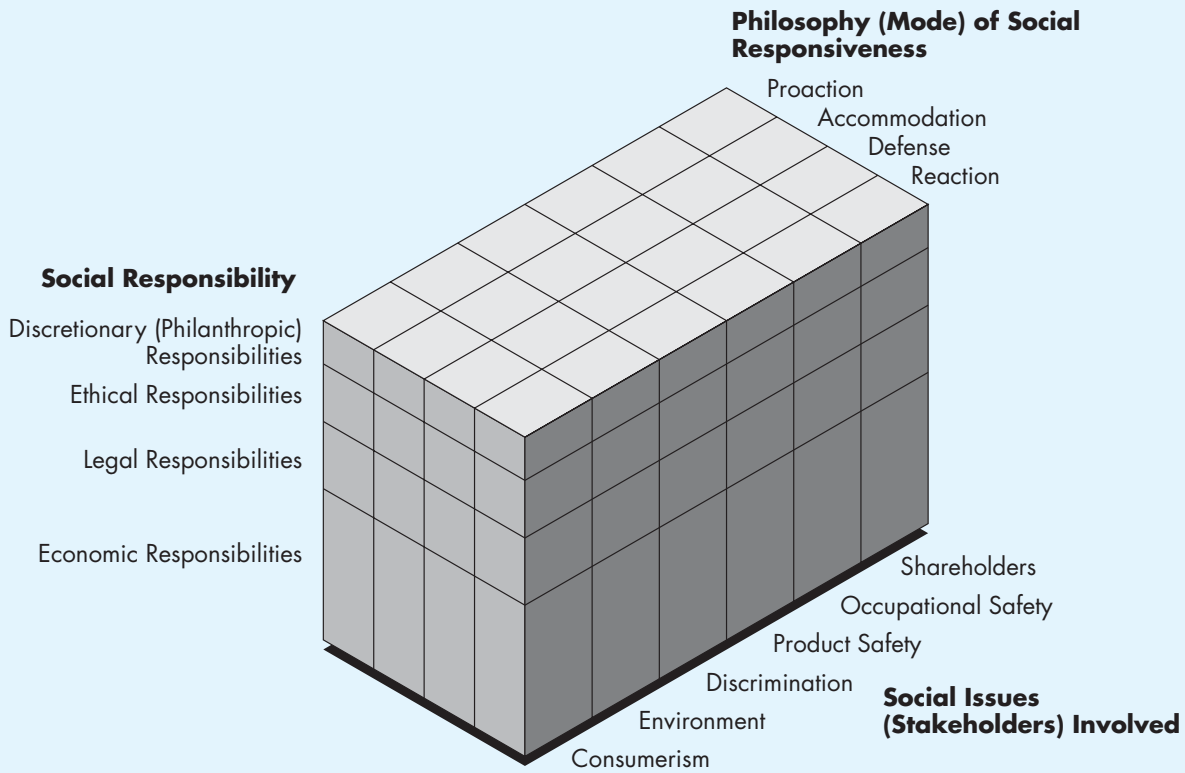 Philosophy (Mode) of Social
Responsiveness
Proaction
Accommodation
Defense
Reaction
Social Responsibility
Discretionary (Philanthropic)
Responsibilities
Ethical Responsibilities
Legal Responsibilities
Economic Responsibilities
Shareholders
Occupational Safety
Product Safety
Discrimination
Environment
Consumerism
Social Issues
(Stakeholders) Involved